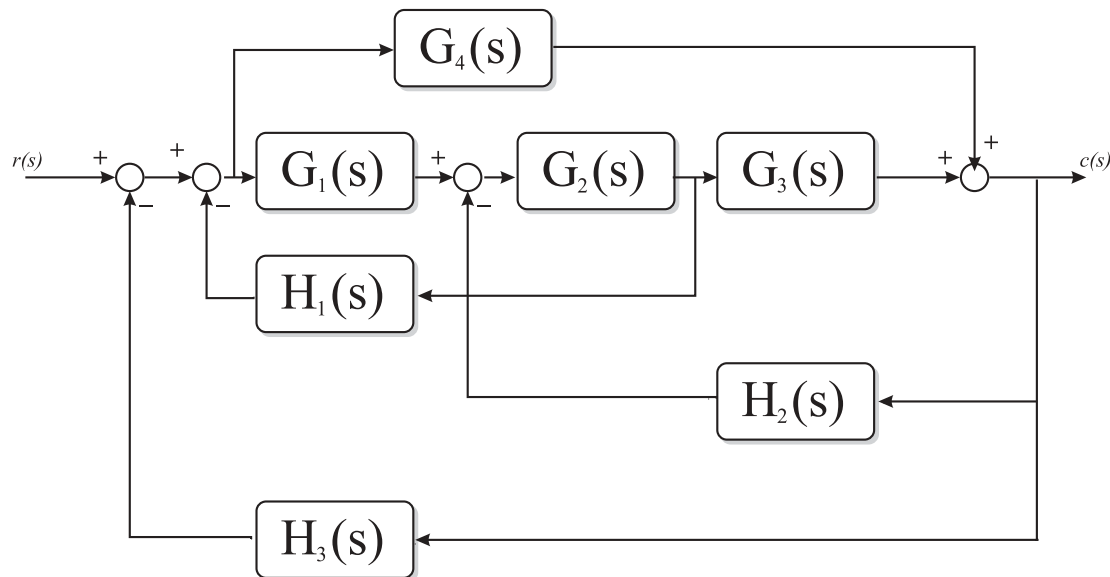 G₄(s)
r(s)
+
+
G₁(s)
+
G₂(s)
G₃(s)
+
+
c(s)
−
−
−
H₁(s)
H₂(s)
H₃(s)